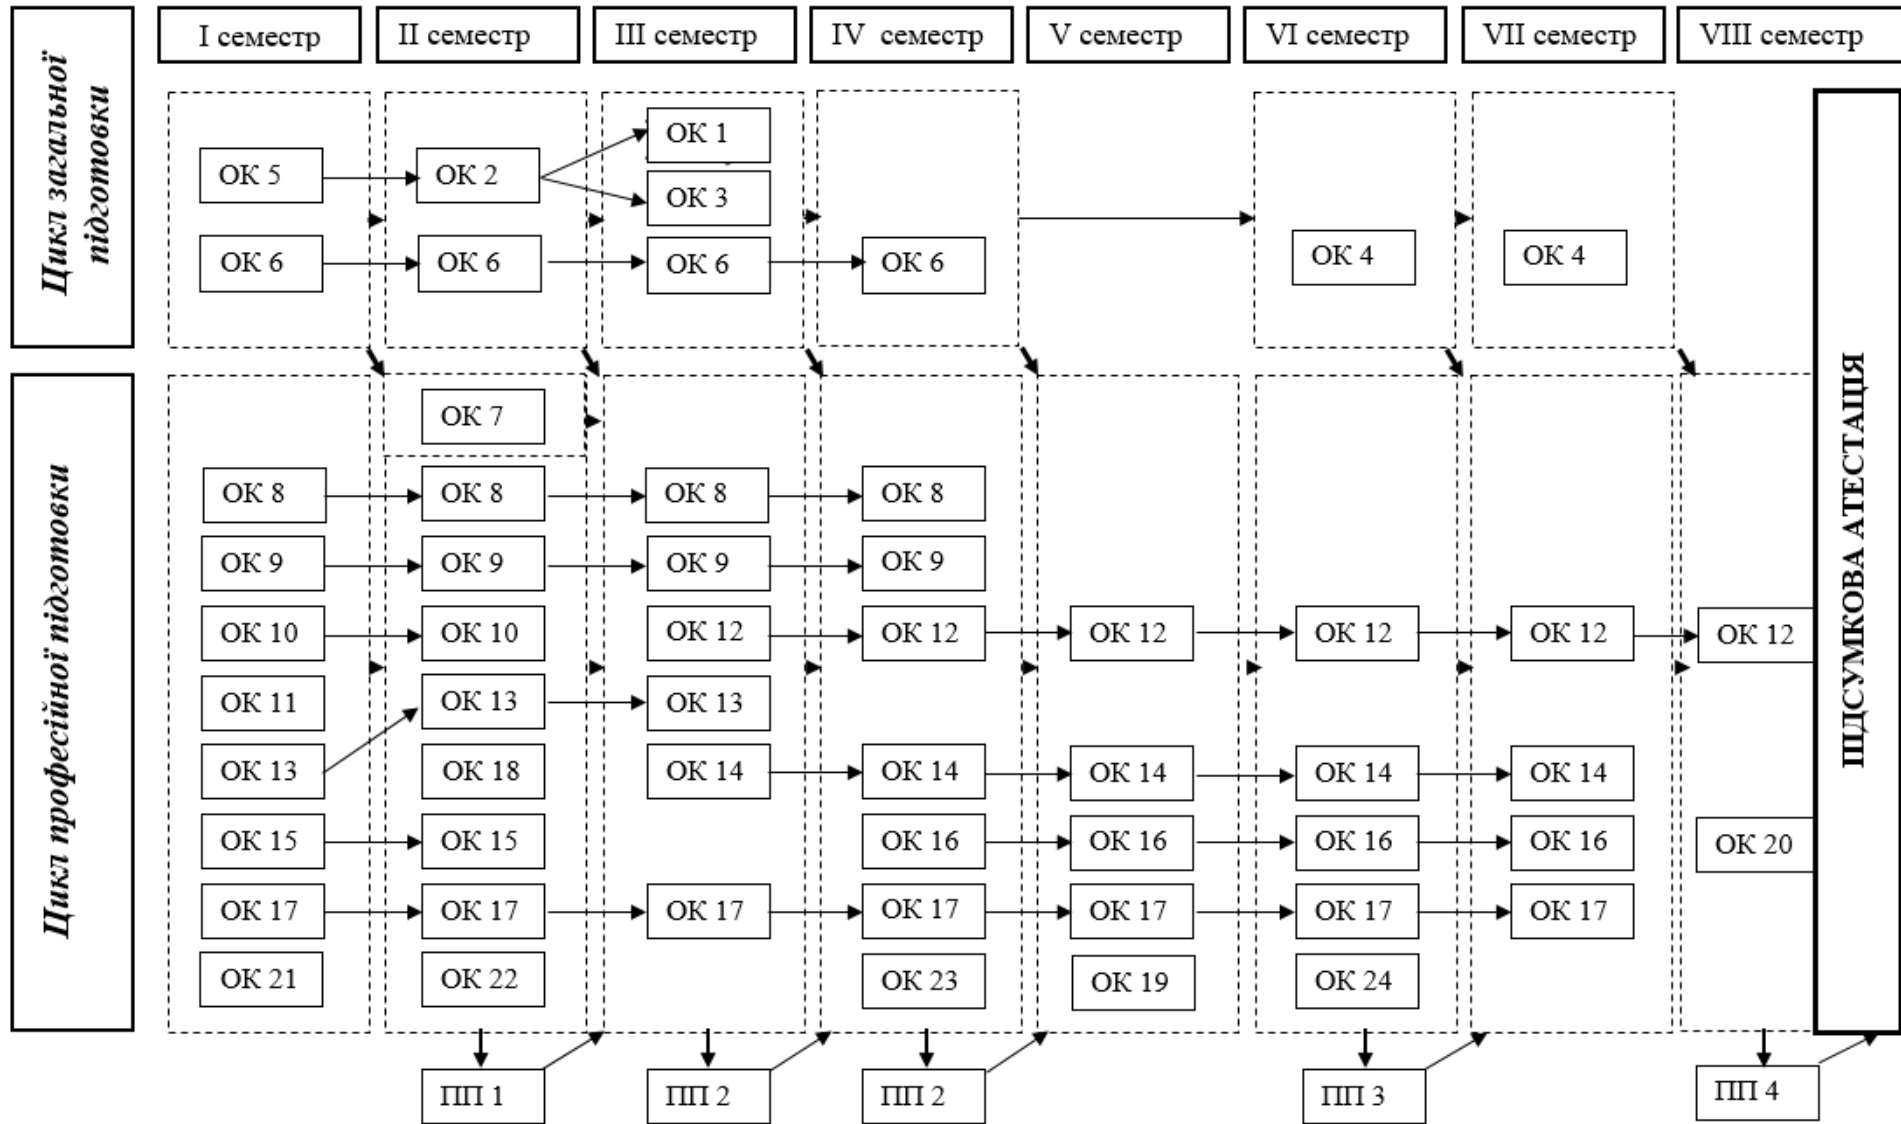 I семестр
II семестр
III семестр
IV семестр
V семестр
VI семестр
VII семестр
VIII семестр
Цикл загальної
підготовки
ОК 5
ОК 2
ОК 1
ОК 3
ОК 6
ОК 6
ОК 6
ОК 6
ОК 4
ОК 4
Цикл професійної підготовки
ОК 7
ОК 8
ОК 8
ОК 8
ОК 8
ОК 9
ОК 9
ОК 9
ОК 9
ОК 10
ОК 10
ОК 12
ОК 12
ОК 12
ОК 12
ОК 12
ОК 12
ОК 11
ОК 13
ОК 13
ОК 13
ОК 18
ОК 14
ОК 14
ОК 14
ОК 14
ОК 14
ОК 15
ОК 15
ОК 16
ОК 16
ОК 16
ОК 16
ОК 20
ОК 17
ОК 17
ОК 17
ОК 17
ОК 17
ОК 17
ОК 17
ОК 21
ОК 22
ОК 23
ОК 19
ОК 24
ПІДСУМКОВА АТЕСТАЦІЯ
ПП 1
ПП 2
ПП 2
ПП 3
ПП 4